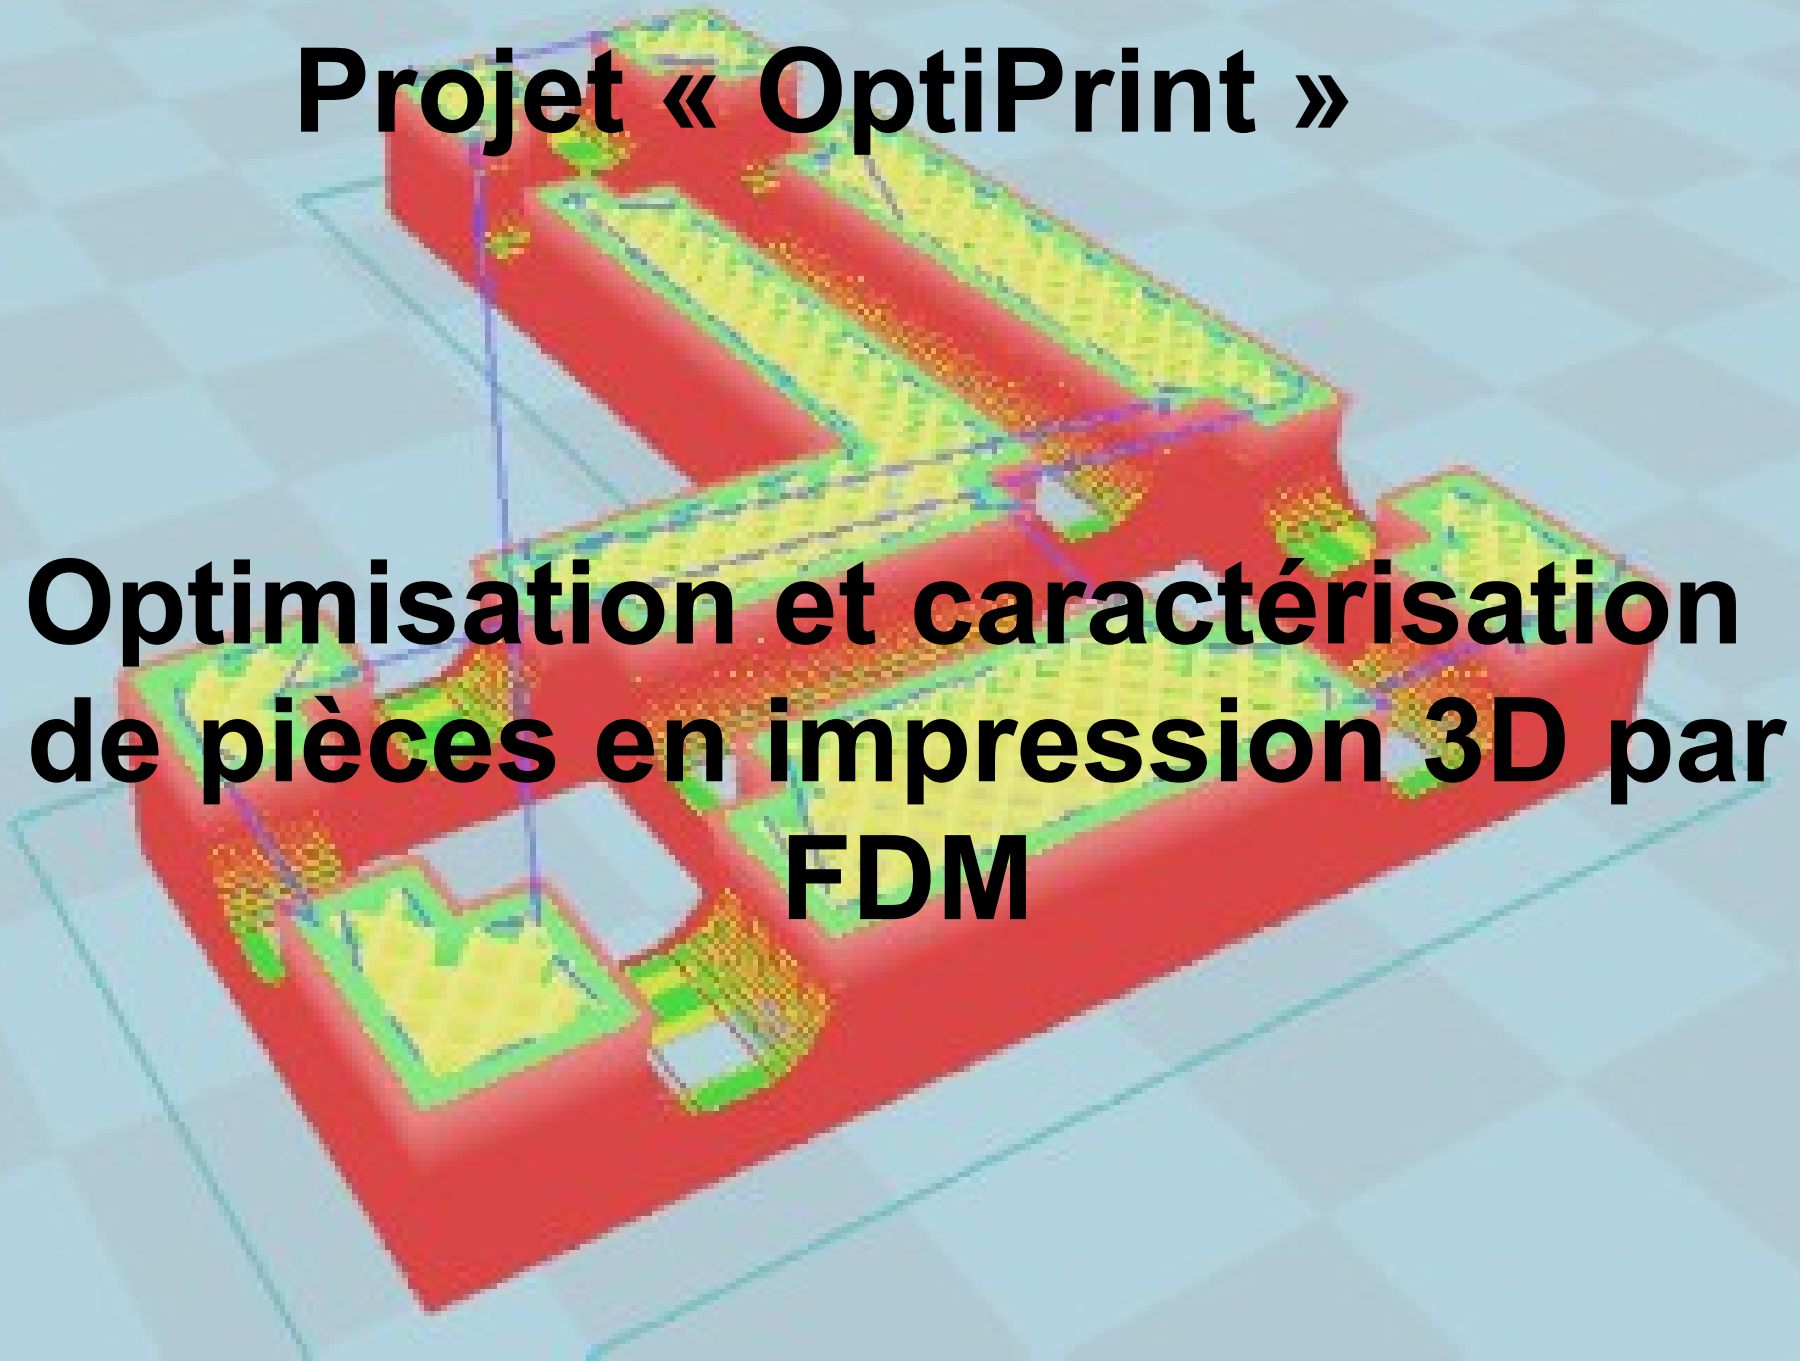 Projet « OptiPrint »
Optimisation et caractérisation
de pièces en impression 3D par
FDM